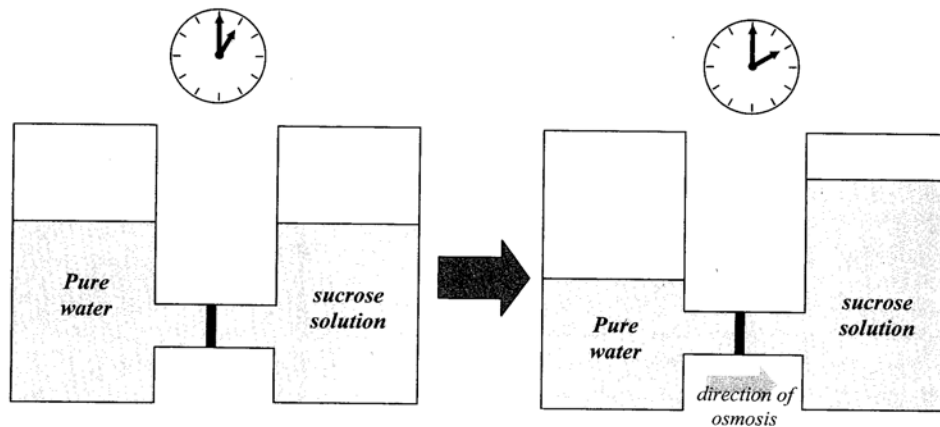 Pure
water
sucrose
solution
Pure
water
sucrose
solution
direction of
osmosis